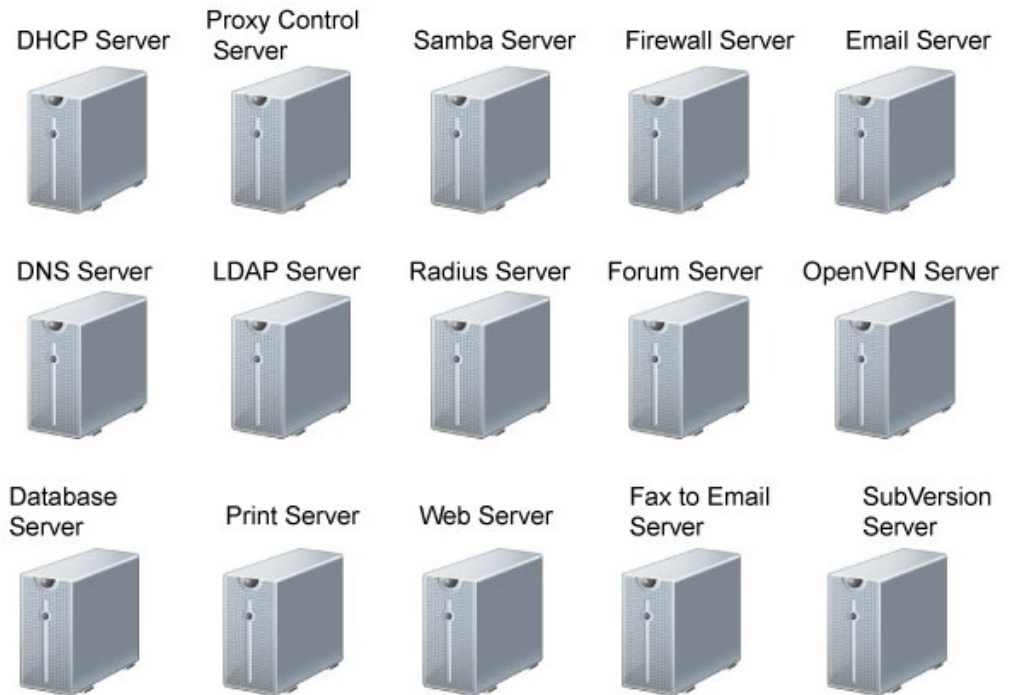 DHCP Server
Proxy Control
Server
Samba Server
Firewall Server
Email Server
DNS Server
LDAP Server
Radius Server
Forum Server
OpenVPN Server
Database
Server
Print Server
Web Server
Fax to Email
Server
SubVersion
Server